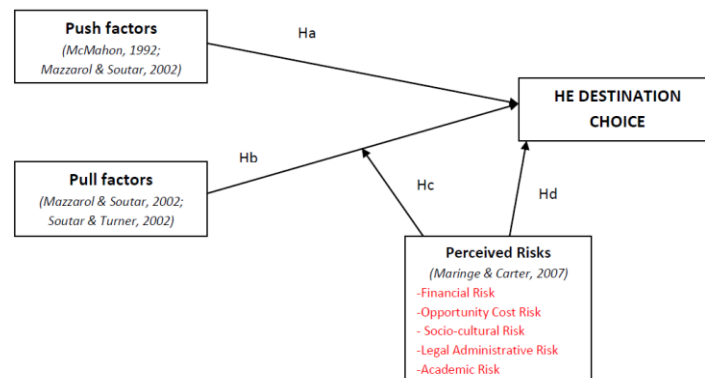 Push factors
(McMahon, 1992;
Mazzarol & Soutar, 2002)
Ha
HE DESTINATION
CHOICE
Hb
Pull factors
(Mazzarol & Soutar, 2002;
Soutar & Turner, 2002)
Hc
Hd
Perceived Risks
(Maringe & Carter, 2007)
-Financial Risk
-Opportunity Cost Risk
- Socio-cultural Risk
-Legal Administrative Risk
-Academic Risk